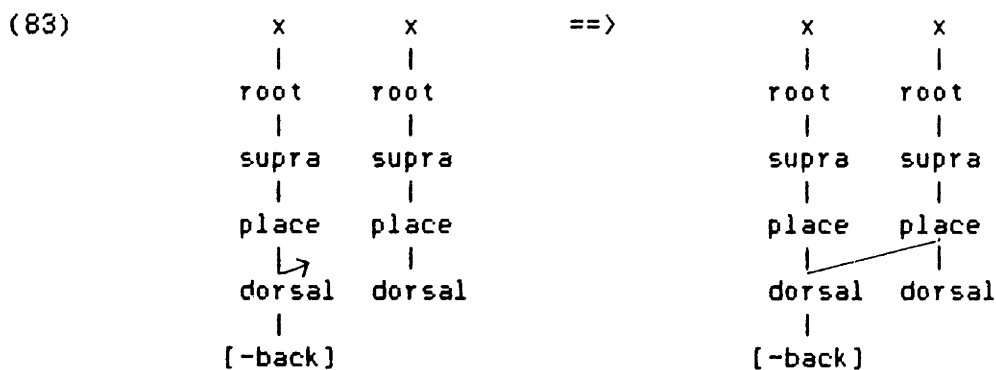 (83) x x ==> x x
root root root root
supra supra supra supra
place place place place
dorsal dorsal dorsal dorsal
[-back] [-back]